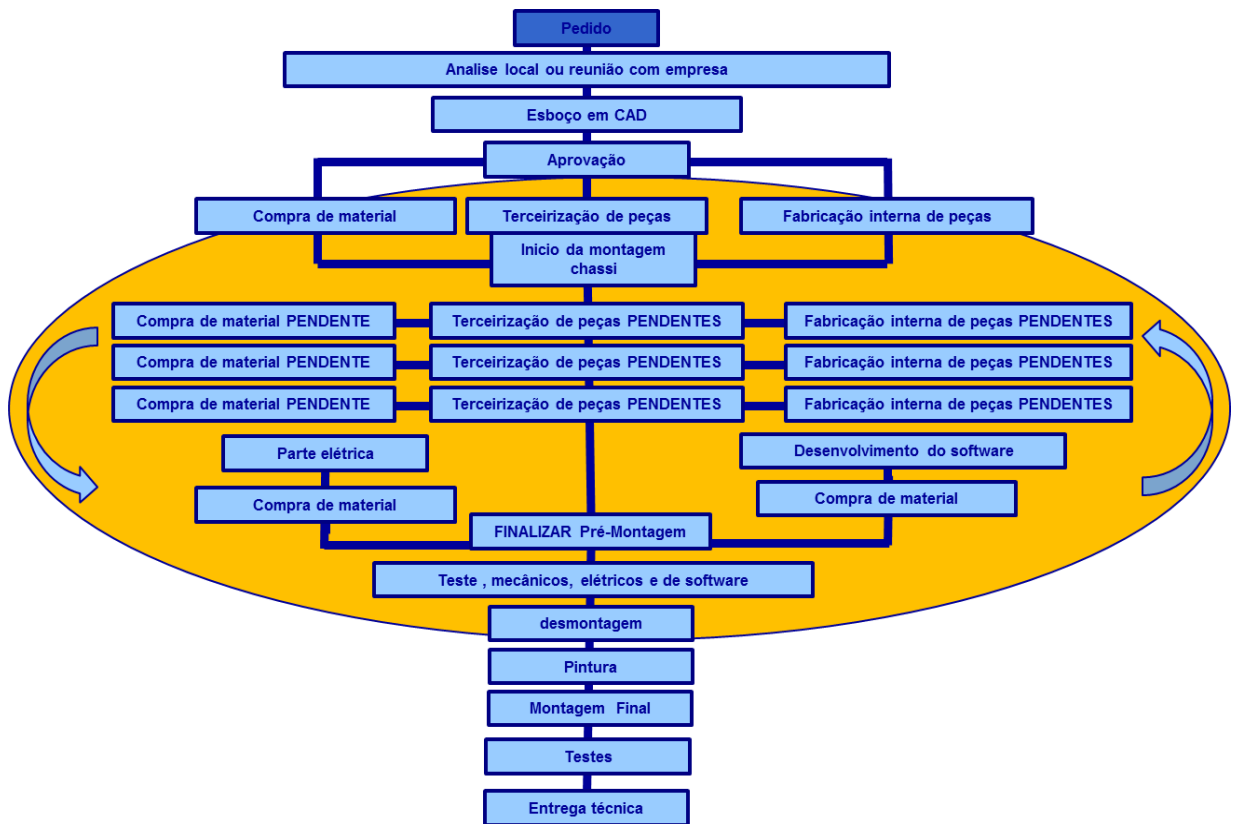 Pedido
Analise local ou reunião com empresa
Esboço em CAD
Aprovação
Compra de material
Terceirização de peças
Fabricação interna de peças
Inicio da montagem
chassi
Compra de material PENDENTE
Terceirização de peças PENDENTES
Fabricação interna de peças PENDENTES
Compra de material PENDENTE
Terceirização de peças PENDENTES
Fabricação interna de peças PENDENTES
Compra de material PENDENTE
Terceirização de peças PENDENTES
Fabricação interna de peças PENDENTES
Parte elétrica
Desenvolvimento do software
Compra de material
Compra de material
FINALIZAR Pré-Montagem
Teste , mecânicos, elétricos e de software
desmontagem
Pintura
Montagem Final
Testes
Entrega técnica